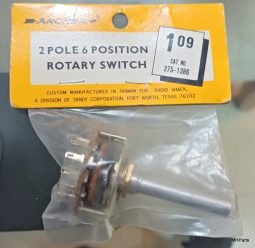 ARCHER
2 POLE 6 POSITION
ROTARY SWITCH
1 09
CAT. NO.
275-1386
CUSTOM MANUFACTURED IN TAIWAN FOR RADIO SHACK,
A DIVISION OF TANDY CORPORATION, FORT WORTH, TEXAS 76102